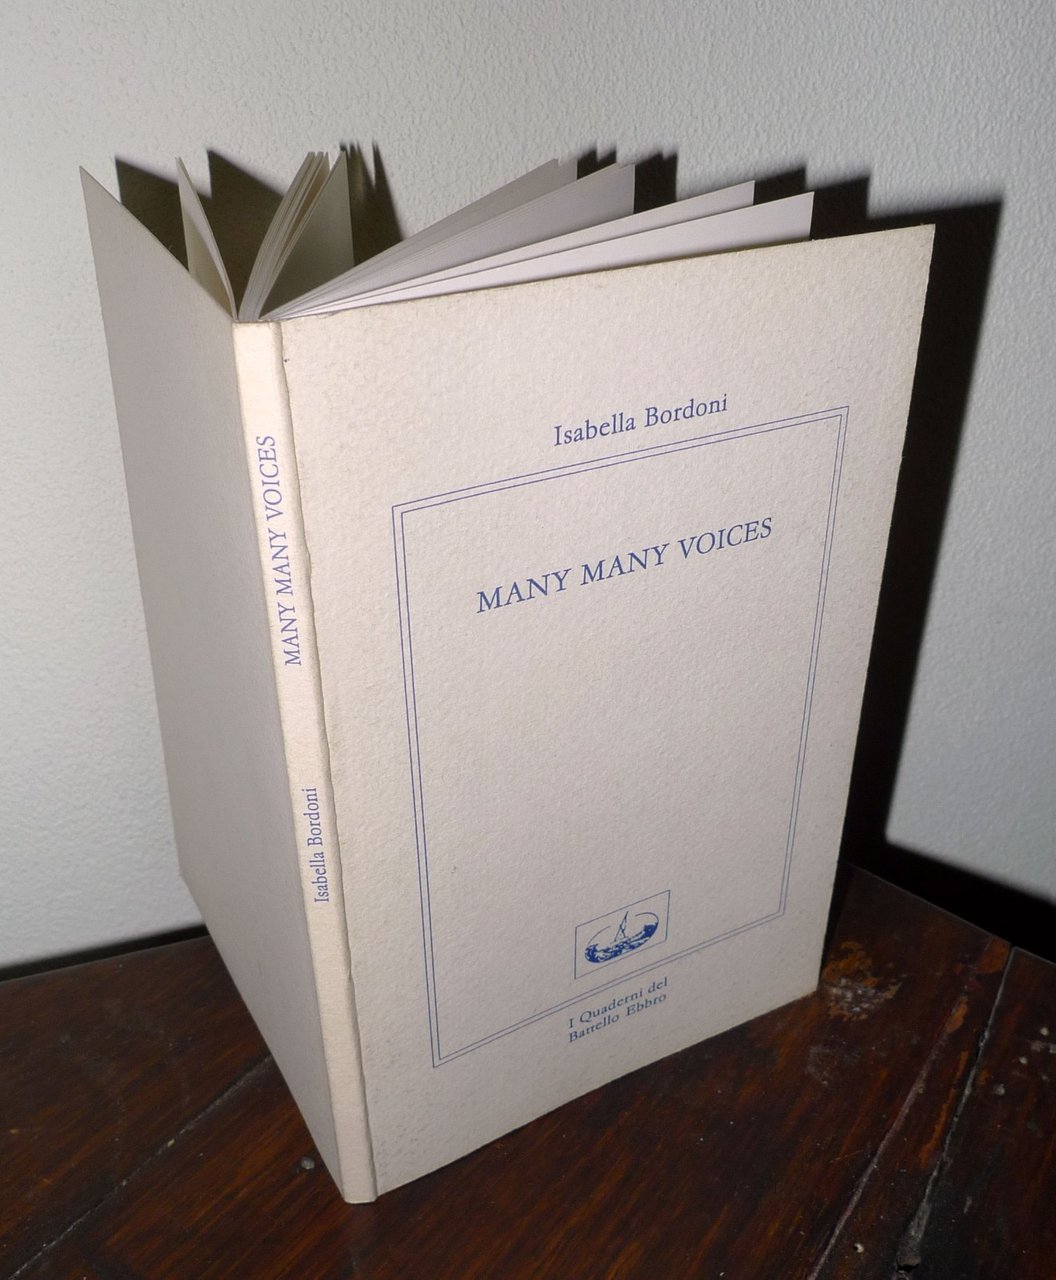 MANY MANY VOICES
Isabella Bordoni
Isabella Bordoni
MANY MANY VOICES
I Quaderni del
Battello Ebbro